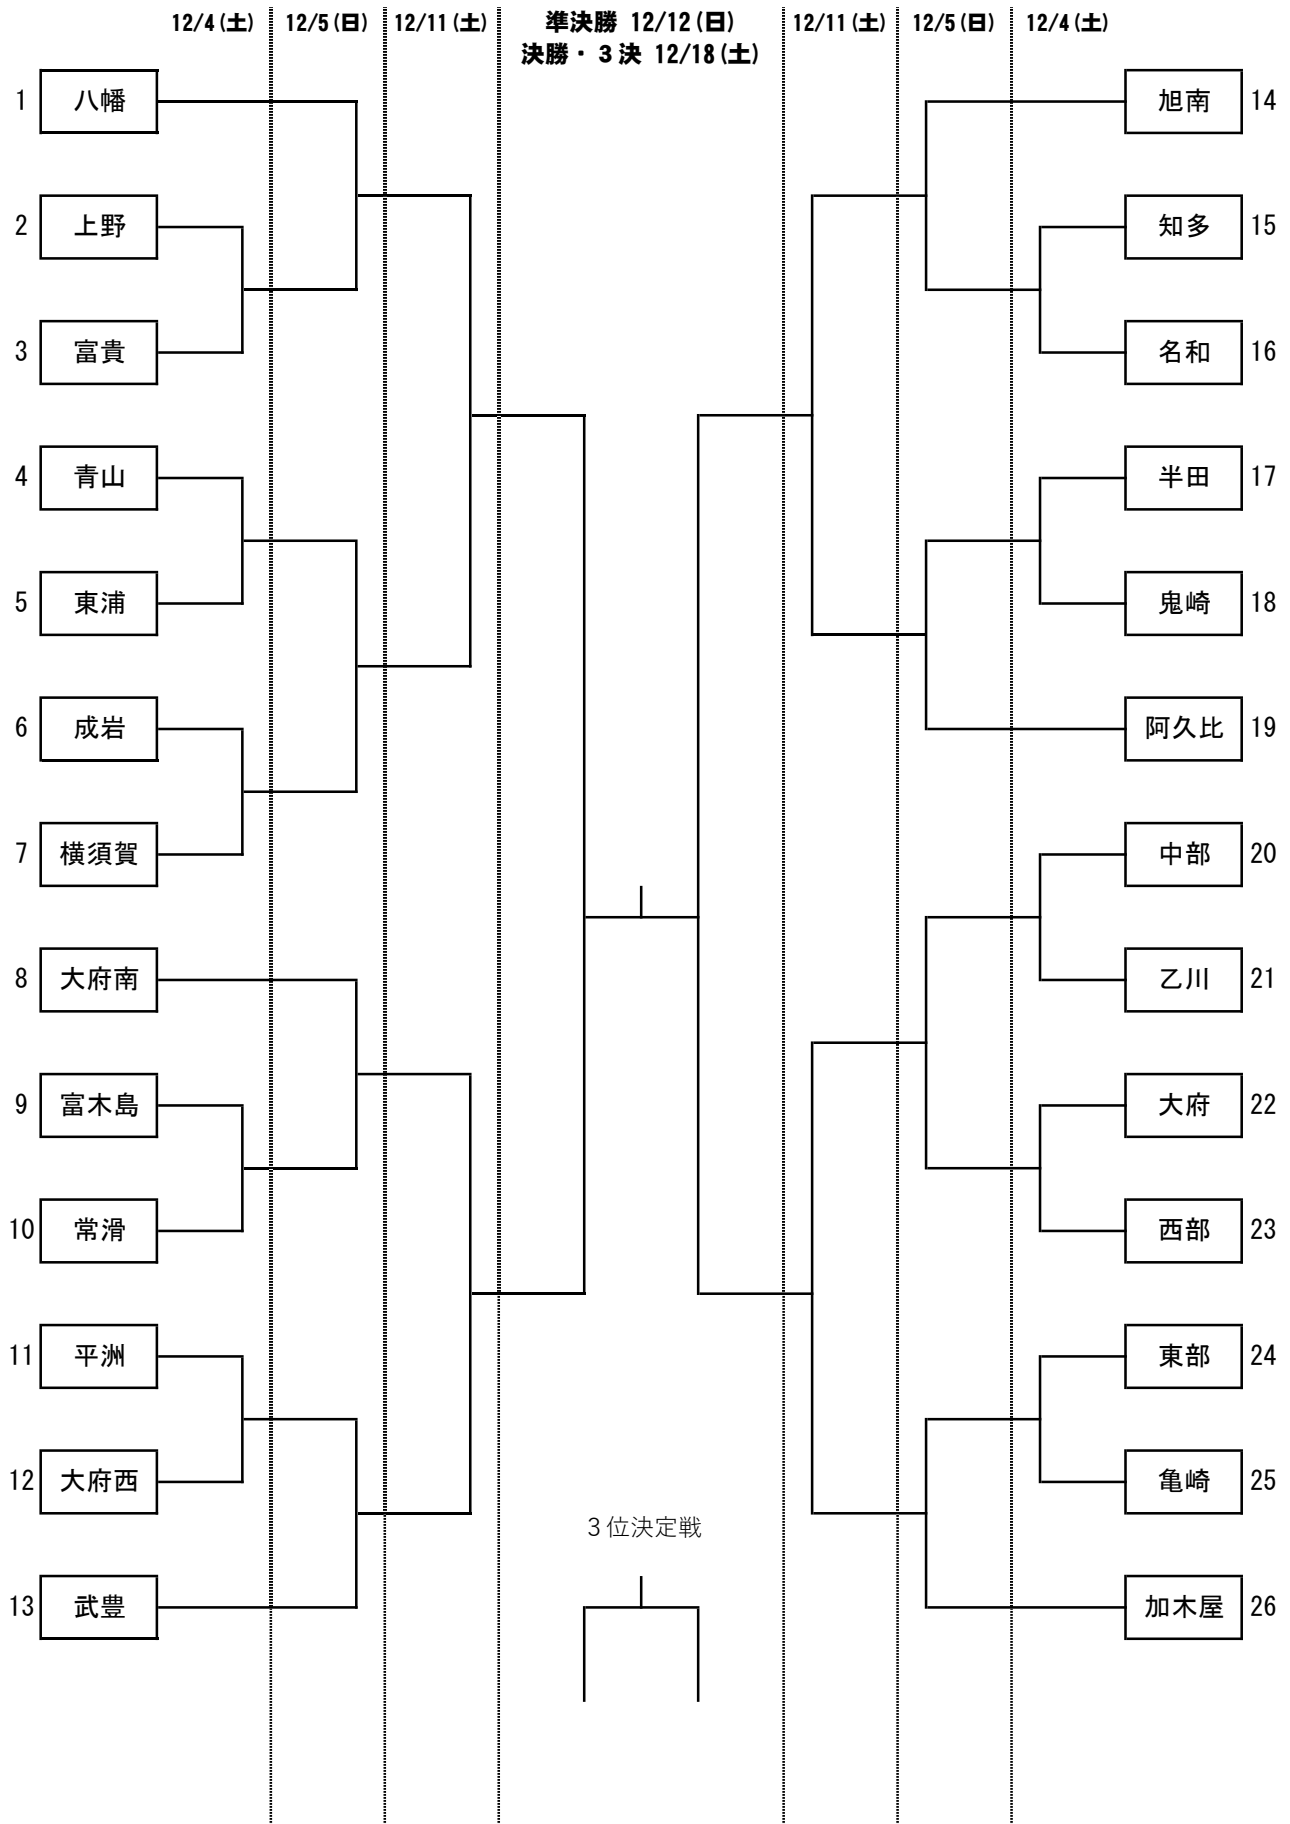 12/4(土) 12/5(日) 12/11(土) 準決勝 12/12(日) 12/11(土) 12/5(日) 12/4(土)
決勝・３決 12/18(土)
1 八幡 旭南 14
2 上野 知多 15
3 富貴 名和 16
4 青山 半田 17
5 東浦 鬼崎 18
6 成岩 阿久比 19
7 横須賀 中部 20
8 大府南 乙川 21
9 富木島 大府 22
10 常滑 西部 23
11 平洲 東部 24
12 大府西 亀崎 25
３位決定戦
13 武豊 加木屋 26